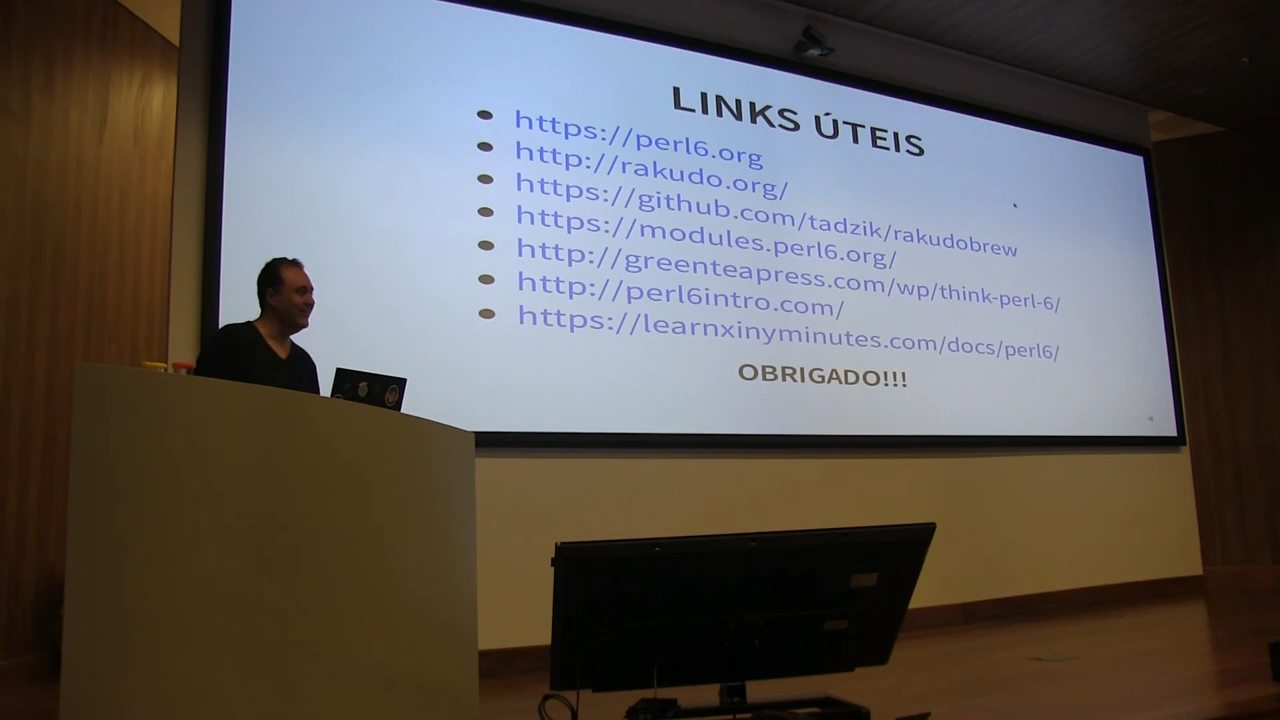 LINKS ÚTEIS
https://perl6.org
http://rakudo.org/
https://github.com/tadzik/rakudobrew
https://modules.perl6.org/
http://greenteapress.com/wp/think-perl-6/
http://perl6intro.com/
https://learnxinyminutes.com/docs/perl6/
OBRIGADO!!!